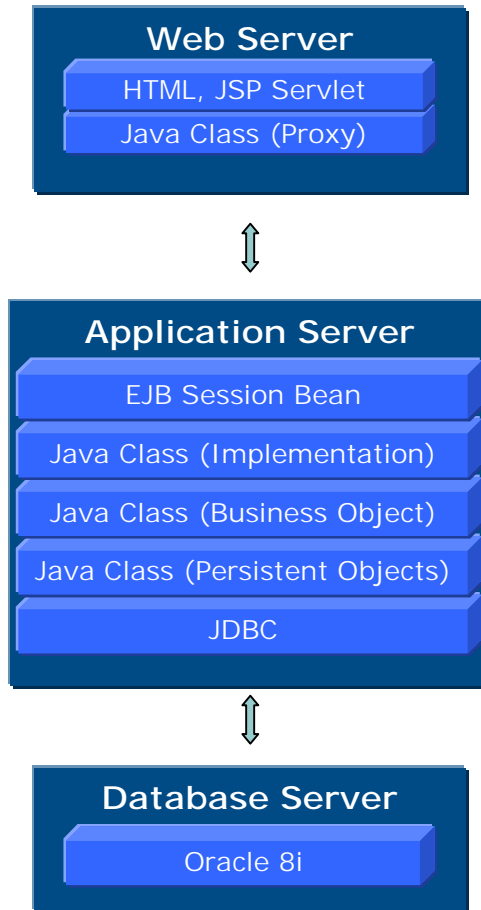 Web Server
HTML, JSP Servlet
Java Class (Proxy)
Application Server
EJB Session Bean
Java Class (Implementation)
Java Class (Business Object)
Java Class (Persistent Objects)
JDBC
Database Server
Oracle 8i